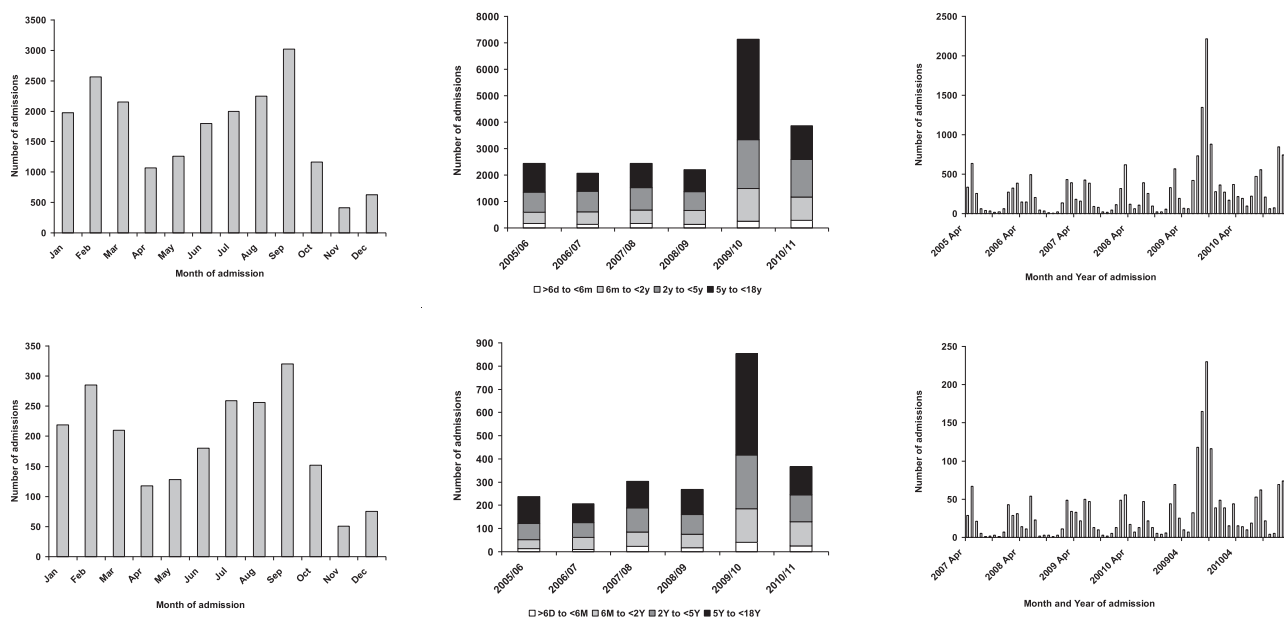 3500
3000
2500
2000
1500
1000
500
0
Number of admissions
Jan Feb Mar Apr May Jun Jul Aug Sep Oct Nov Dec
Month of admission
8000
7000
6000
5000
4000
3000
2000
1000
0
Number of admissions
2005/06 2006/07 2007/08 2008/09 2009/10 2010/11
>6d to <6m 6m to <2y 2y to <5y 5y to <18y
2500
2000
1500
1000
500
0
Number of admissions
2005 Apr 2006 Apr 2007 Apr 2008 Apr 2009 Apr 20010 Apr
Month and Year of admission
350
300
250
200
150
100
50
0
Number of admissions
Jan Feb Mar Apr May Jun Jul Aug Sep Oct Nov Dec
Month of admission
900
800
700
600
500
400
300
200
100
0
Number of admissions
2005/06 2006/07 2007/08 2008/09 2009/10 2010/11
>6D to <6M 6M to <2Y 2Y to <5Y 5Y to <18Y
250
200
150
100
50
0
Number of admissions
2007 Apr 2008 Apr 2009 Apr 20010 Apr 200904 201004
Month and Year of admission